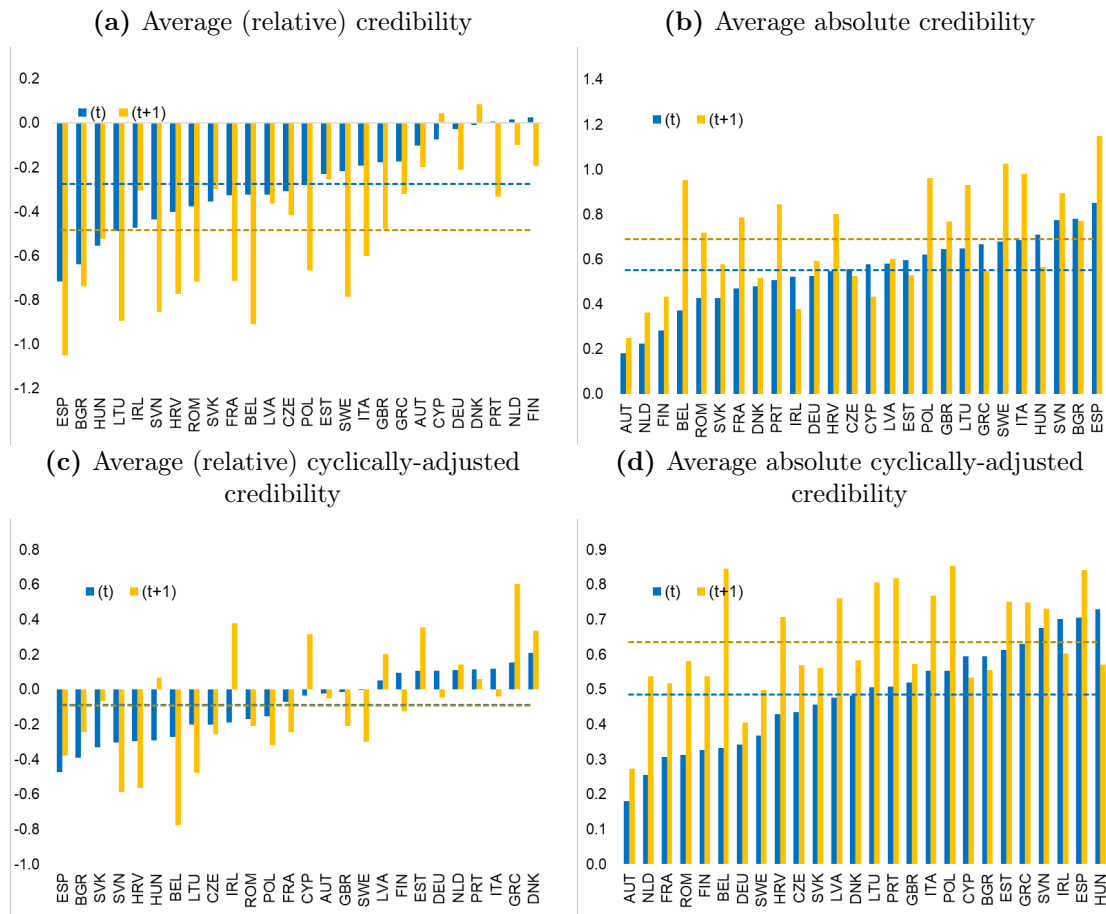 (a) Average (relative) credibility
0.2
0.0
-0.2
-0.4
-0.6
-0.8
-1.0
-1.2
(t) (t+1)
ESP BGR HUN LTU IRL SVN HRV ROM SVK FRA BEL LVA CZE POL EST SWE ITA GBR GRC AUT CYP DEU DNK PRT NLD FIN
(b) Average absolute credibility
1.4
1.2
1.0
0.8
0.6
0.4
0.2
0.0
(t) (t+1)
AUT NLD FIN BEL ROM SVK FRA DNK PRT IRL DEU HRV CZE CYP LVA EST POL GBR LTU GRC SWE ITA HUN SVN BGR ESP
(c) Average (relative) cyclically-adjusted
credibility
0.8
0.6
0.4
0.2
0.0
-0.2
-0.4
-0.6
-0.8
-1.0
(t) (t+1)
ESP BGR SVK SVN HRV HUN BEL LTU CZE IRL ROM POL FRA CYP AUT GBR SWE LVA FIN EST DEU NLD PRT ITA GRC DNK
(d) Average absolute cyclically-adjusted
credibility
0.9
0.8
0.7
0.6
0.5
0.4
0.3
0.2
0.1
0.0
(t) (t+1)
AUT NLD FRA ROM FIN BEL DEU SWE HRV CZE SVK LVA DNK LTU PRT GBR ITA POL CYP BGR EST GRC SVN IRL ESP HUN